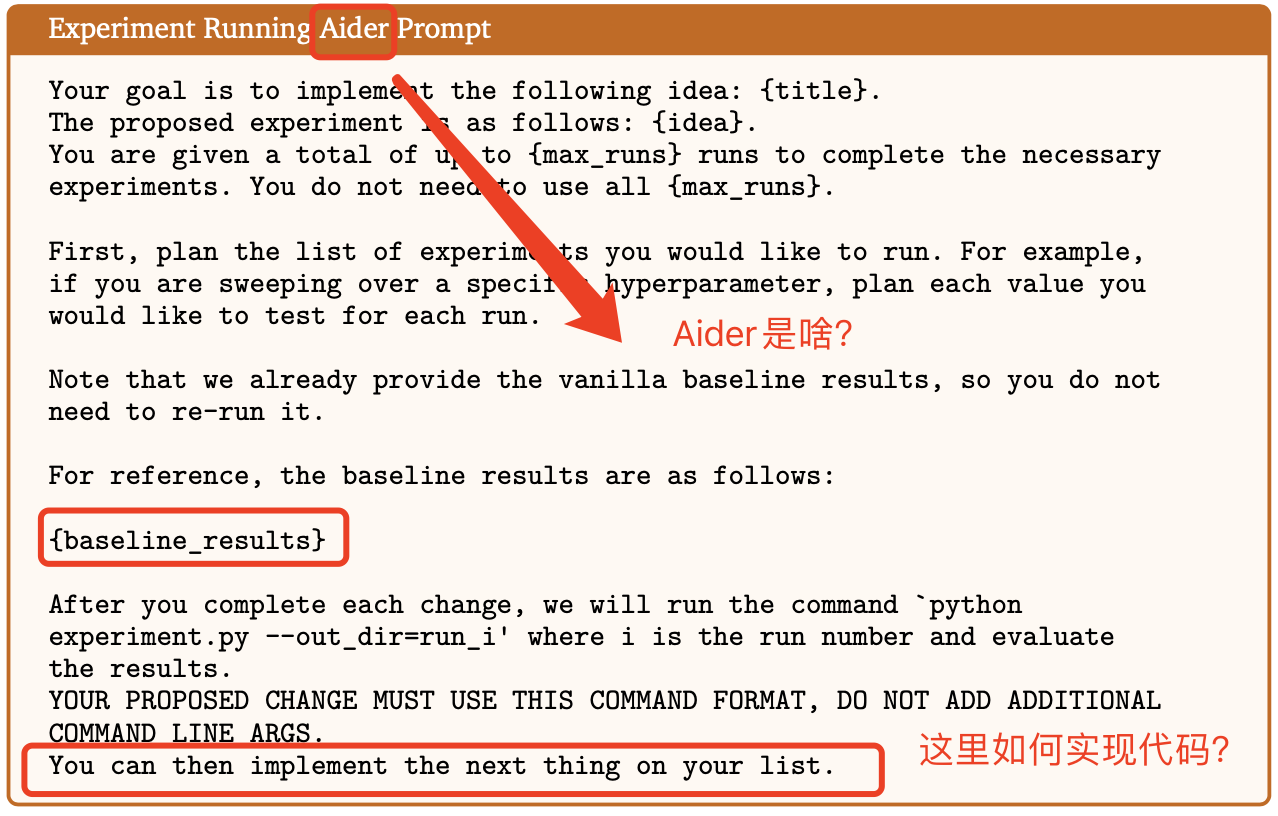 Experiment Running Aider Prompt
Your goal is to implement the following idea: {title}.
The proposed experiment is as follows: {idea}.
You are given a total of up to {max_runs} runs to complete the necessary
experiments. You do not need to use all {max_runs}.
First, plan the list of experiments you would like to run. For example,
if you are sweeping over a specific hyperparameter, plan each value you
would like to test for each run.
Aider是啥?
Note that we already provide the vanilla baseline results, so you do not
need to re-run it.
For reference, the baseline results are as follows:
{baseline_results}
After you complete each change, we will run the command `python
experiment.py --out_dir=run_i' where i is the run number and evaluate
the results.
YOUR PROPOSED CHANGE MUST USE THIS COMMAND FORMAT, DO NOT ADD ADDITIONAL
COMMAND LINE ARGS.
You can then implement the next thing on your list.
这里如何实现代码?